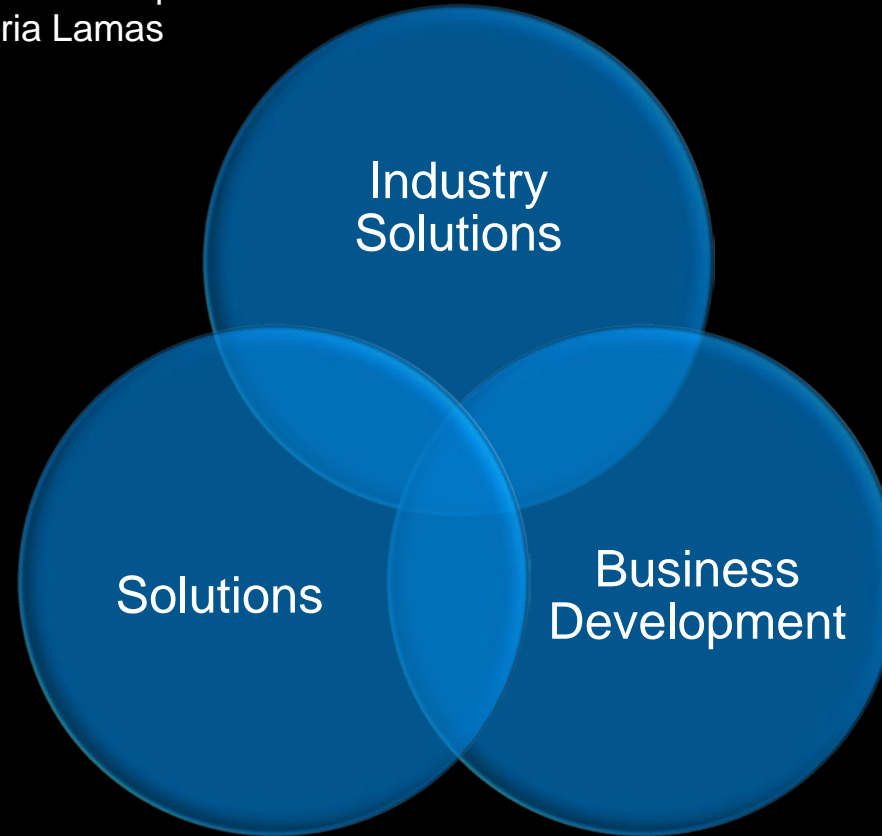 ria Lamas
Industry
Solutions
Solutions
Business
Development